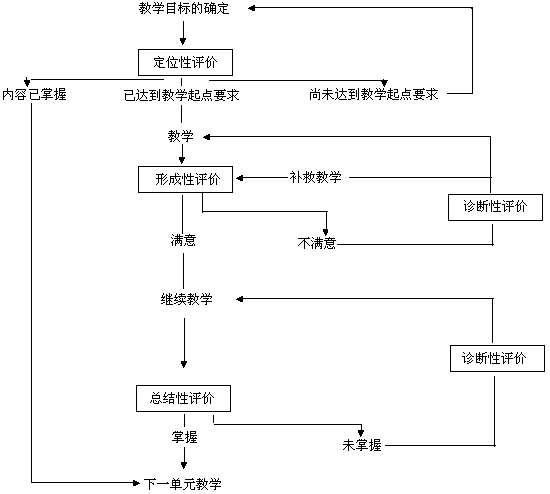 教学目标的确定
定位性评价
内容已掌握
已达到教学起点要求
尚未达到教学起点要求
教学
形成性评价
补救教学
诊断性评价
满意
不满意
继续教学
诊断性评价
总结性评价
掌握
未掌握
下一单元教学